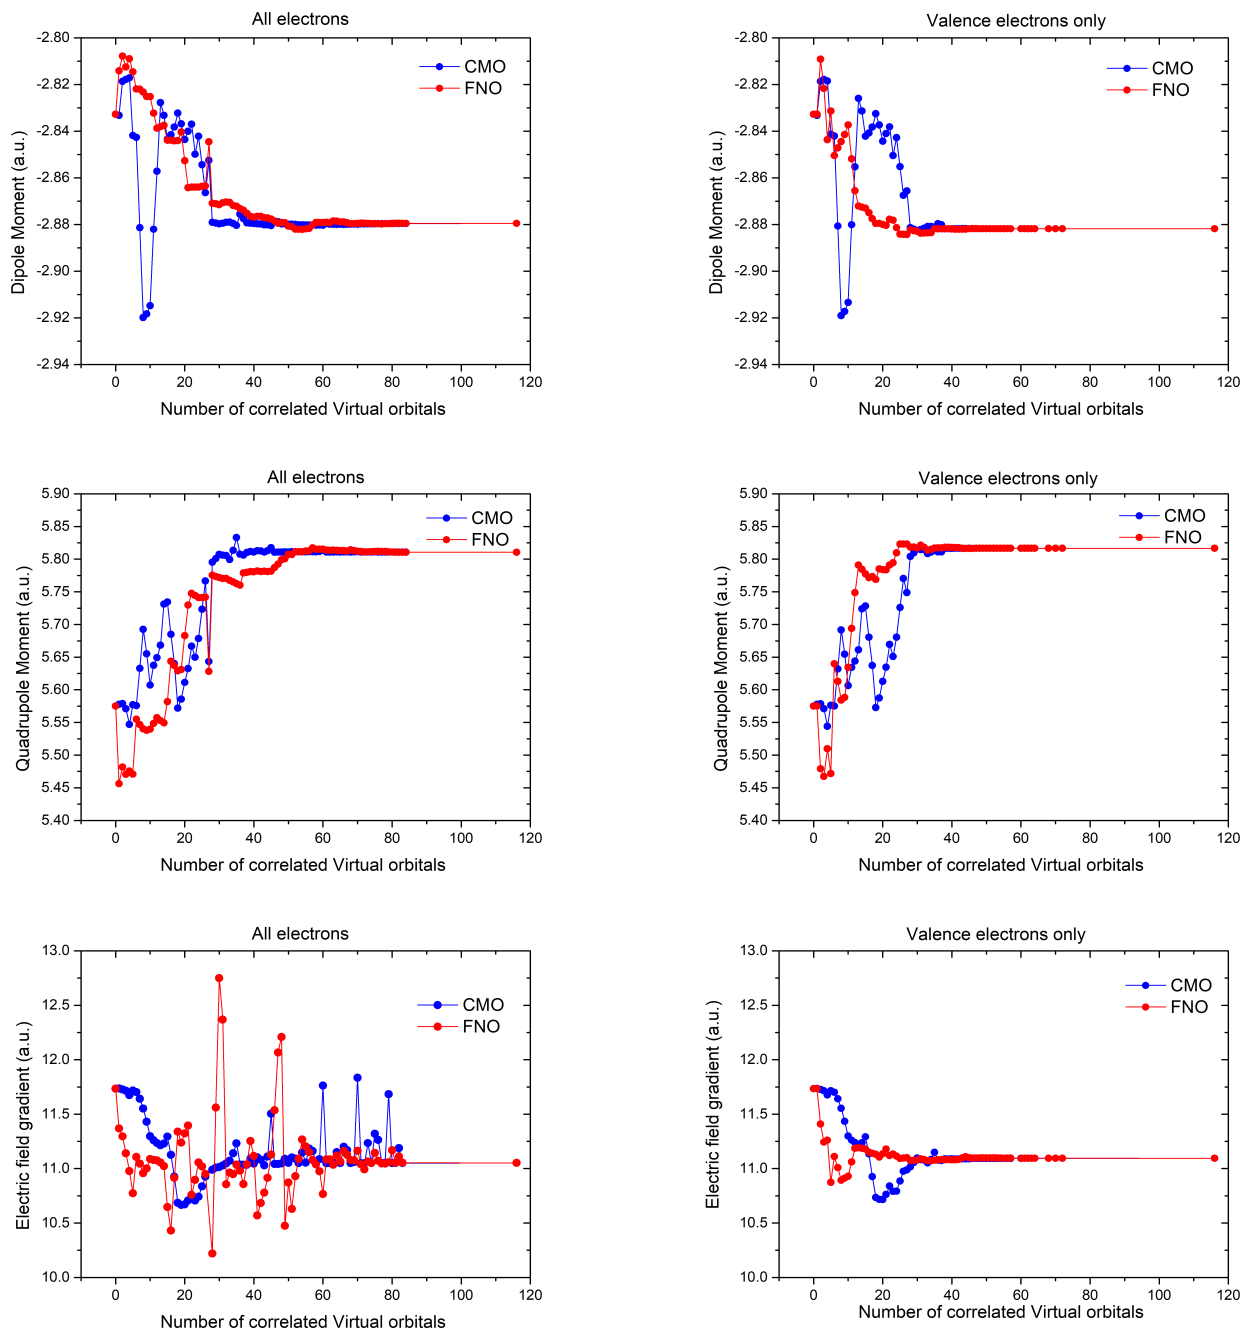 All electrons
-2.80
-2.82
-2.84
-2.86
-2.88
-2.90
-2.92
-2.94
Dipole Moment (a.u.)
CMO
FNO
0 20 40 60 80 100 120
Number of correlated Virtual orbitals
Valence electrons only
-2.80
-2.82
-2.84
-2.86
-2.88
-2.90
-2.92
-2.94
Dipole Moment (a.u.)
CMO
FNO
0 20 40 60 80 100 120
Number of correlated Virtual orbitals
All electrons
5.90
5.85
5.80
5.75
5.70
5.65
5.60
5.55
5.50
5.45
5.40
Quadrupole Moment (a.u.)
CMO
FNO
0 20 40 60 80 100 120
Number of correlated Virtual orbitals
Valence electrons only
5.90
5.85
5.80
5.75
5.70
5.65
5.60
5.55
5.50
5.45
5.40
Quadrupole Moment (a.u.)
CMO
FNO
0 20 40 60 80 100 120
Number of correlated Virtual orbitals
All electrons
13.0
12.5
12.0
11.5
11.0
10.5
10.0
Electric field gradient (a.u.)
CMO
FNO
0 20 40 60 80 100 120
Number of correlated Virtual orbitals
Valence electrons only
13.0
12.5
12.0
11.5
11.0
10.5
10.0
Electric field gradient (a.u.)
CMO
FNO
0 20 40 60 80 100 120
Number of correlated Virtual orbitals